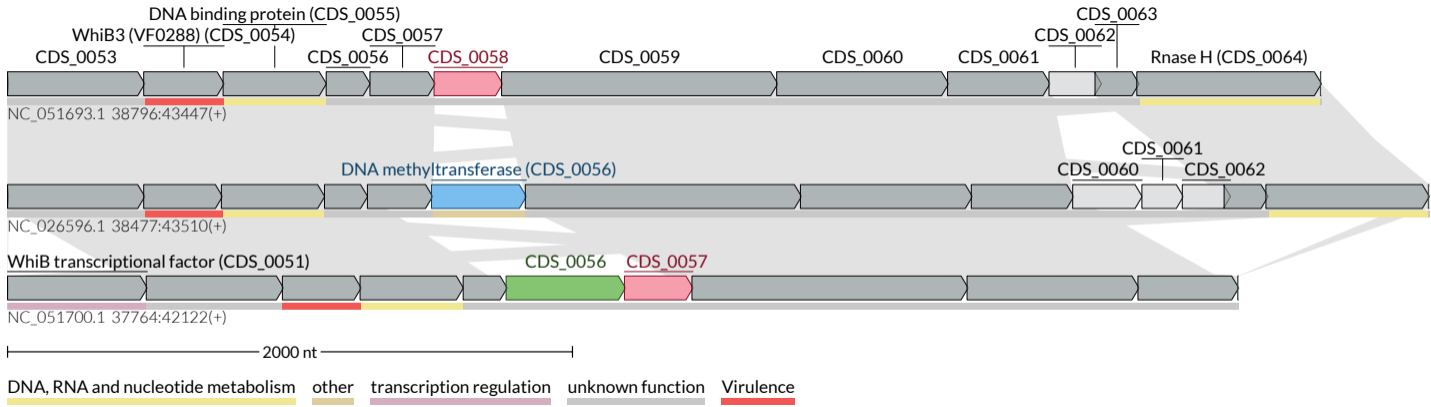 DNA binding protein (CDS_0055) CDS_0063
WhiB3 (VF0288) (CDS_0054) CDS_0057 CDS_0062
CDS_0053 CDS_0056 CDS_0058 CDS_0059 CDS_0060 CDS_0061 Rnase H (CDS_0064)
NC_051693.1 38796:43447(+)
CDS_0061
DNA methyltransferase (CDS_0056) CDS_0060 CDS_0062
NC_026596.1 38477:43510(+)
WhiB transcriptional factor (CDS_0051) CDS_0056 CDS_0057
NC_051700.1 37764:42122(+)
2000 nt
DNA, RNA and nucleotide metabolism other transcription regulation unknown function Virulence